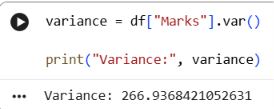 variance = df["Marks"].var()
print("Variance:", variance)
Variance: 266.9368421052631